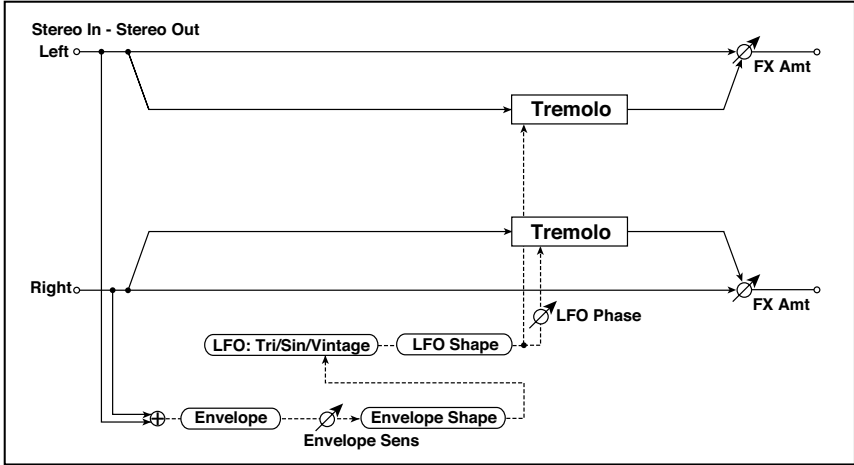 Stereo In - Stereo Out
Left
FX Amt
Tremolo
Tremolo
Right
FX Amt
LFO Phase
LFO: Tri/Sin/Vintage
LFO Shape
Envelope
Envelope Shape
Envelope Sens